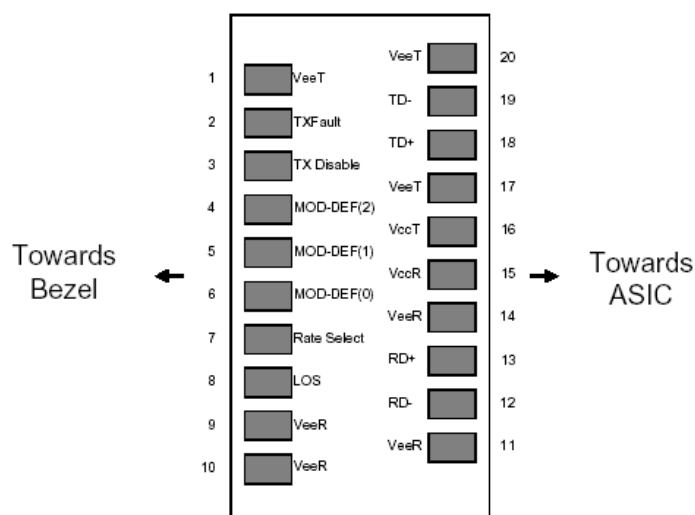 1 VeeT
2 TXFault
3 TX Disable
4 MOD-DEF(2)
5 MOD-DEF(1)
6 MOD-DEF(0)
7 Rate Select
8 LOS
9 VeeR
10 VeeR
VeeT 20
TD- 19
TD+ 18
VeeT 17
VccT 16
VccR 15
VeeR 14
RD+ 13
RD- 12
VeeR 11
Towards
Bezel
Towards
ASIC